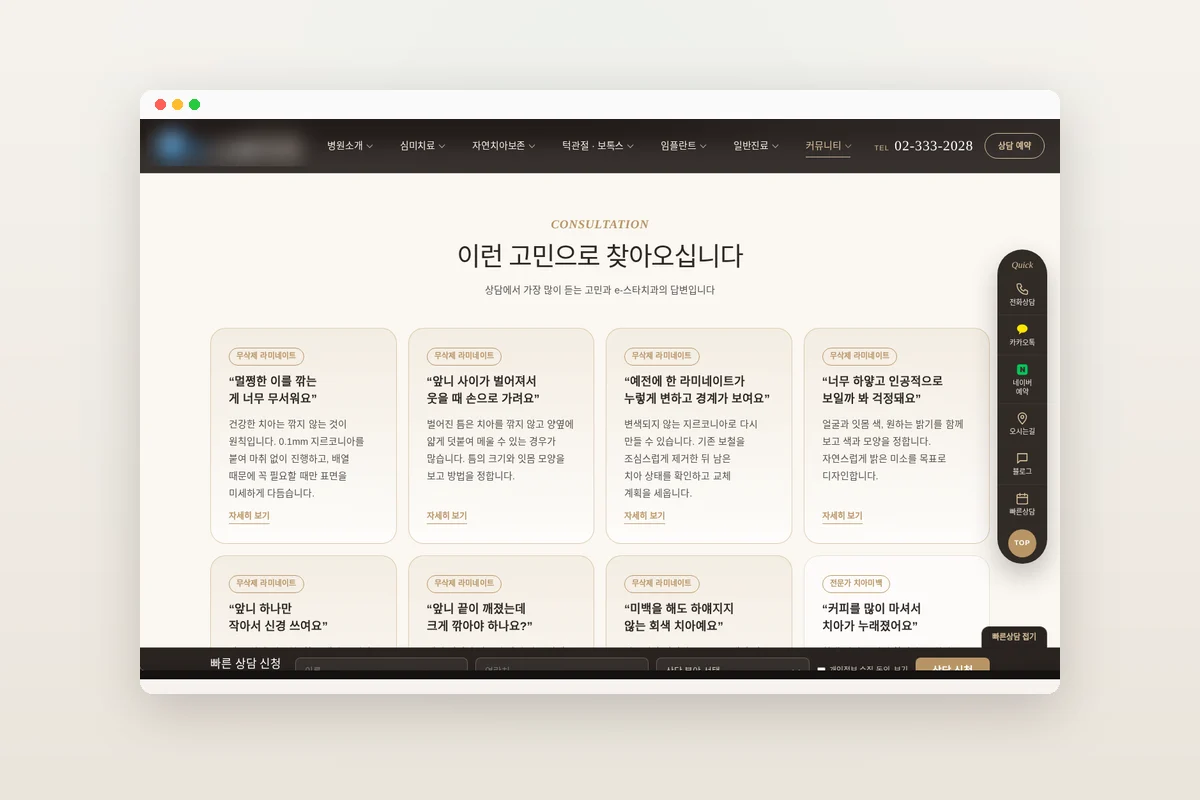 병원소개
심미치료
자연치아보존
턱관절 · 보톡스
임플란트
일반진료
커뮤니티
TEL 02-333-2028
상담 예약
CONSULTATION
이런 고민으로 찾아오십니다
상담에서 가장 많이 듣는 고민과 e-스타치과의 답변입니다
무삭제 라미네이트
“멀쩡한 이를 깎는
게 너무 무서워요”
건강한 치아는 깎지 않는 것이
원칙입니다. 0.1mm 지르코니아를
붙여 마취 없이 진행하고, 배열
때문에 꼭 필요할 때만 표면을
미세하게 다듬습니다.
자세히 보기
무삭제 라미네이트
“앞니 사이가 벌어져서
웃을 때 손으로 가려요”
벌어진 틈은 치아를 깎지 않고 양옆에
얇게 덧붙여 메울 수 있는 경우가
많습니다. 틈의 크기와 잇몸 모양을
보고 방법을 정합니다.
자세히 보기
무삭제 라미네이트
“예전에 한 라미네이트가
누렇게 변하고 경계가 보여요”
변색되지 않는 지르코니아로 다시
만들 수 있습니다. 기존 보철을
조심스럽게 제거한 뒤 남은
치아 상태를 확인하고 교체
계획을 세웁니다.
자세히 보기
무삭제 라미네이트
“너무 하얗고 인공적으로
보일까 봐 걱정돼요”
얼굴과 잇몸 색, 원하는 밝기를 함께
보고 색과 모양을 정합니다.
자연스럽게 밝은 미소를 목표로
디자인합니다.
자세히 보기
무삭제 라미네이트
“앞니 하나만
작아서 신경 쓰여요”
무삭제 라미네이트
“앞니 끝이 깨졌는데
크게 깎아야 하나요?”
무삭제 라미네이트
“미백을 해도 하얘지지
않는 회색 치아예요”
전문가 치아미백
“커피를 많이 마셔서
치아가 누래졌어요”
Quick
전화상담
카카오톡
N
네이버
예약
오시는길
블로그
빠른상담
TOP
빠른상담 접기
빠른 상담 신청
이름
연락처
상담 분야 선택
개인정보 수집 동의 보기
상담 신청